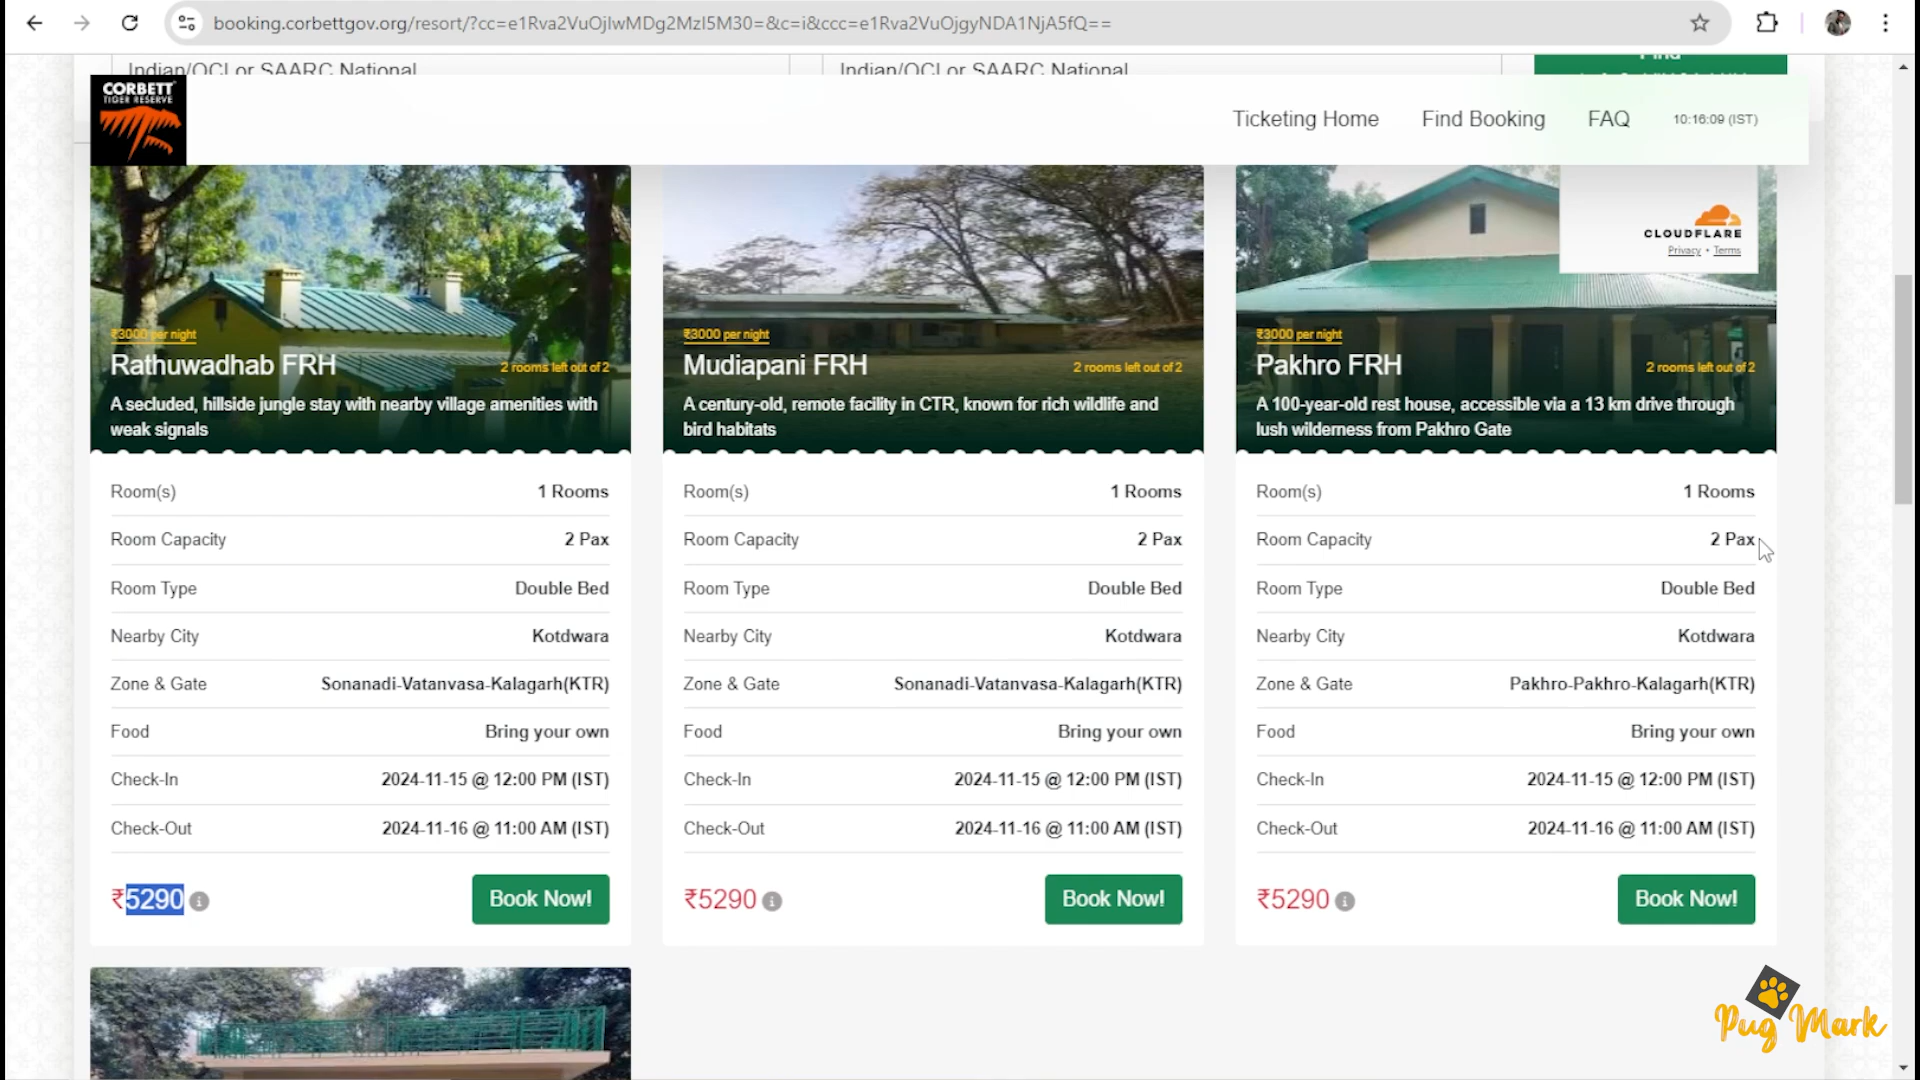 booking.corbettgov.org/resort/?cc=e1Rva2VuOjIwMDg2MzI5M30=&c=i&ccc=e1Rva2VuOjgyNDA1NjA5fQ==
Indian/OCI or SAARC National
Indian/OCI or SAARC National
Find
CORBETT
TIGER RESERVE
Ticketing Home
Find Booking
FAQ
10:16:09 (IST)
CLOUDFLARE
Privacy • Terms
₹3000 per night
Rathuwadhab FRH
2 rooms left out of 2
A secluded, hillside jungle stay with nearby village amenities with
weak signals
Room(s) 1 Rooms
Room Capacity 2 Pax
Room Type Double Bed
Nearby City Kotdwara
Zone & Gate Sonanadi-Vatanvasa-Kalagarh(KTR)
Food Bring your own
Check-In 2024-11-15 @ 12:00 PM (IST)
Check-Out 2024-11-16 @ 11:00 AM (IST)
₹5290 Book Now!
₹3000 per night
Mudiapani FRH
2 rooms left out of 2
A century-old, remote facility in CTR, known for rich wildlife and
bird habitats
Room(s) 1 Rooms
Room Capacity 2 Pax
Room Type Double Bed
Nearby City Kotdwara
Zone & Gate Sonanadi-Vatanvasa-Kalagarh(KTR)
Food Bring your own
Check-In 2024-11-15 @ 12:00 PM (IST)
Check-Out 2024-11-16 @ 11:00 AM (IST)
₹5290 Book Now!
₹3000 per night
Pakhro FRH
2 rooms left out of 2
A 100-year-old rest house, accessible via a 13 km drive through
lush wilderness from Pakhro Gate
Room(s) 1 Rooms
Room Capacity 2 Pax
Room Type Double Bed
Nearby City Kotdwara
Zone & Gate Pakhro-Pakhro-Kalagarh(KTR)
Food Bring your own
Check-In 2024-11-15 @ 12:00 PM (IST)
Check-Out 2024-11-16 @ 11:00 AM (IST)
₹5290 Book Now!
Pug Mark